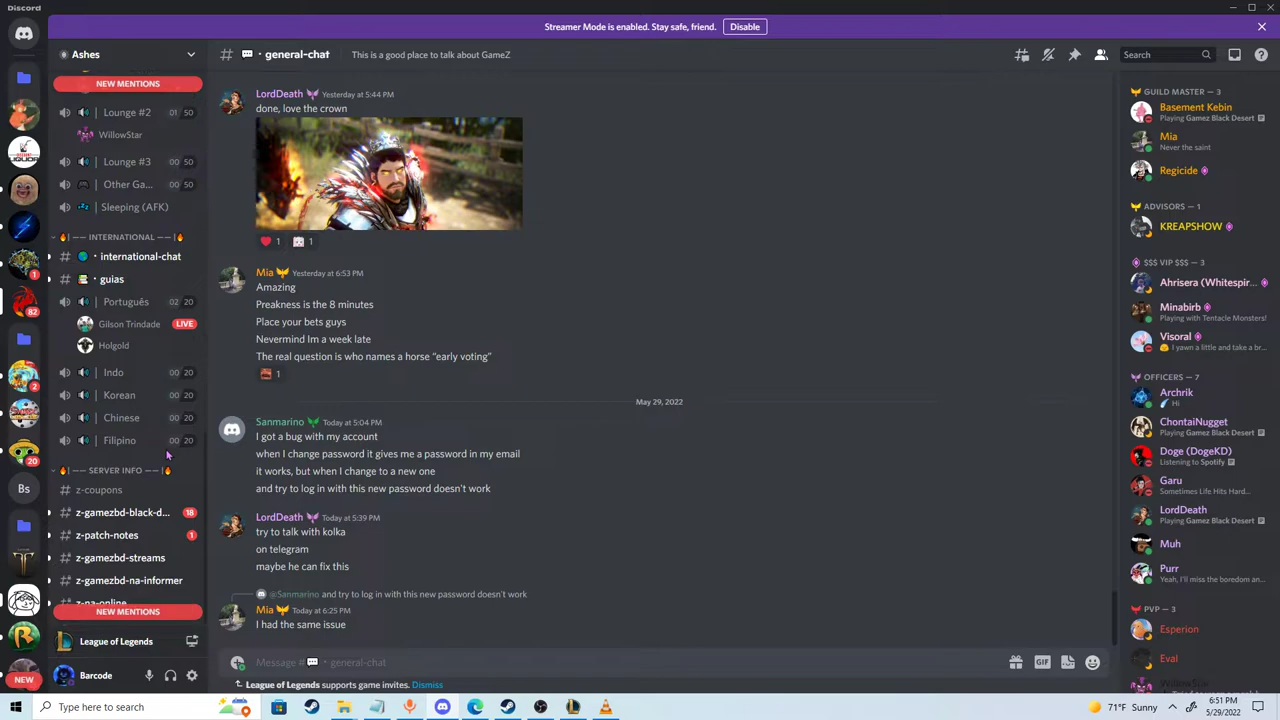 Discord
Streamer Mode is enabled. Stay safe, friend.
Disable
Ashes
general-chat
This is a good place to talk about GameZ
Search
NEW MENTIONS
Lounge #2
01 50
WillowStar
Lounge #3
00 50
Other Ga...
00 50
Sleeping (AFK)
INTERNATIONAL
international-chat
guias
Português
02 20
Gilson Trindade
LIVE
Holgold
Indo
00 20
Korean
00 20
Chinese
00 20
Filipino
00 20
SERVER INFO
z-coupons
z-gamezbd-black-d...
18
z-patch-notes
1
z-gamezbd-streams
z-gamezbd-na-informer
NEW MENTIONS
League of Legends
Barcode
1
82
2
20
Bs
NEW
LordDeath Yesterday at 5:44 PM
done, love the crown
1 1
Mia Yesterday at 6:53 PM
Amazing
Preakness is the 8 minutes
Place your bets guys
Nevermind Im a week late
The real question is who names a horse "early voting"
1
May 29, 2022
Sanmarino Today at 5:04 PM
I got a bug with my account
when I change password it gives me a password in my email
it works, but when I change to a new one
and try to log in with this new password doesn't work
LordDeath Today at 5:39 PM
try to talk with kolka
on telegram
maybe he can fix this
@Sanmarino and try to log in with this new password doesn't work
Mia Today at 6:25 PM
I had the same issue
Message # general-chat
GIF
League of Legends supports game invites. Dismiss
GUILD MASTER — 3
Basement Kebin
Playing Gamez Black Desert
Mia
Never the saint
Regicide
ADVISORS — 1
KREAPSHOW
$$$ VIP $$$ — 3
Ahrisera (Whitespir...
Minabirb
Playing with Tentacle Monsters!
Visoral
I yawn a little and take a br...
OFFICERS — 7
Archrik
Hi
ChontaiNugget
Playing Gamez Black Desert
Doge (DogeKD)
Listening to Spotify
Garu
Sometimes Life Hits Hard...
LordDeath
Playing Gamez Black Desert
Muh
Purr
Yeah, I'll miss the boredom an...
PVP — 3
Esperion
Eval
Type here to search
71°F Sunny
6:51 PM
5/29/2022